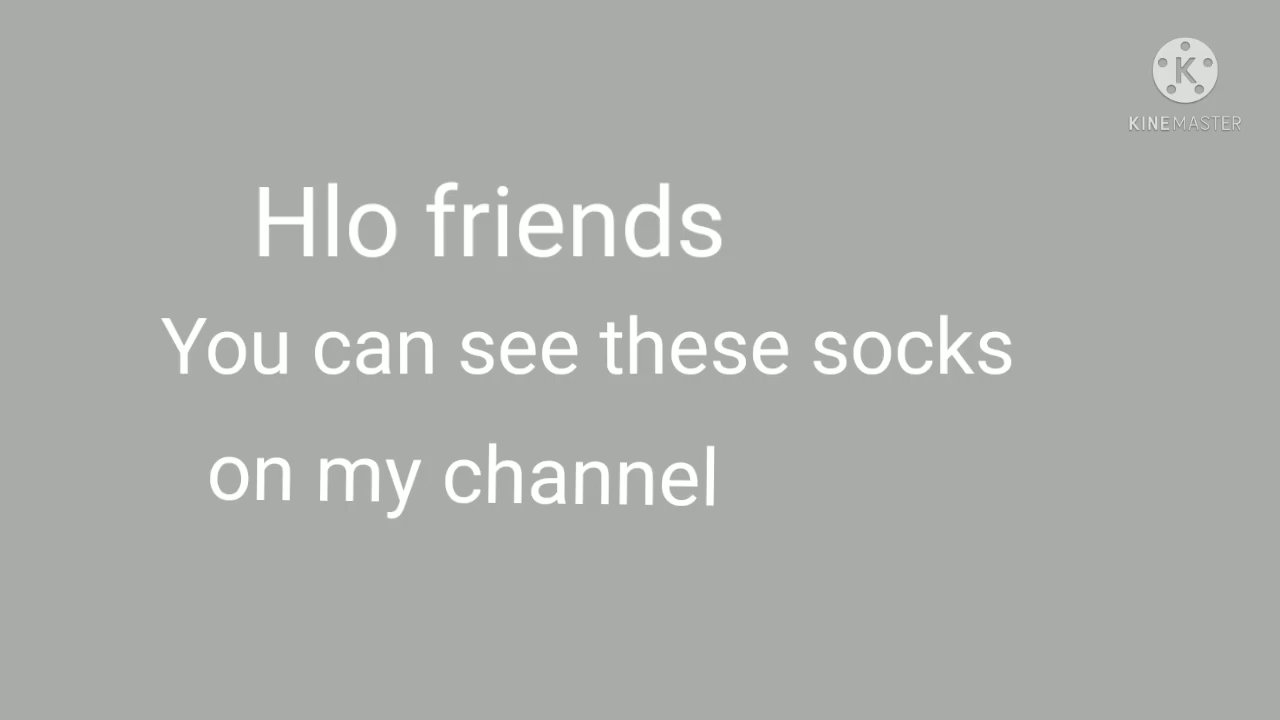 K
KINEMASTER
Hlo friends
You can see these socks
on my channel